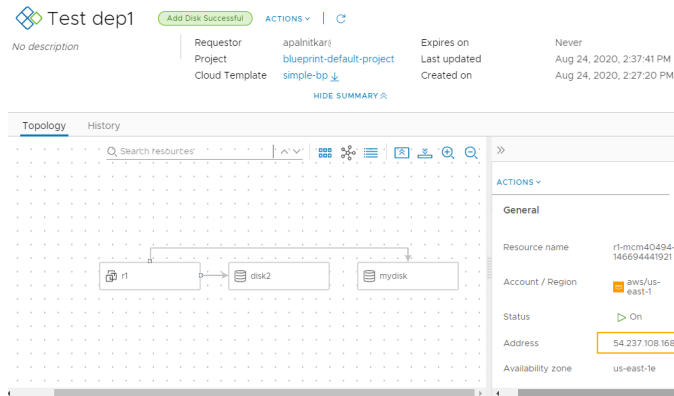 Test dep1 Add Disk Successful ACTIONS
No description
Requestor apalnitkar
Project blueprint-default-project
Cloud Template simple-bp
Expires on Never
Last updated Aug 24, 2020, 2:37:41 PM
Created on Aug 24, 2020, 2:27:20 PM
HIDE SUMMARY
Topology History
Search resources
r1
disk2
mydisk
ACTIONS
General
Resource name r1-mcm40494-
146694441921
Account / Region aws/us-
east-1
Status On
Address 54.237.108.168
Availability zone us-east-1e